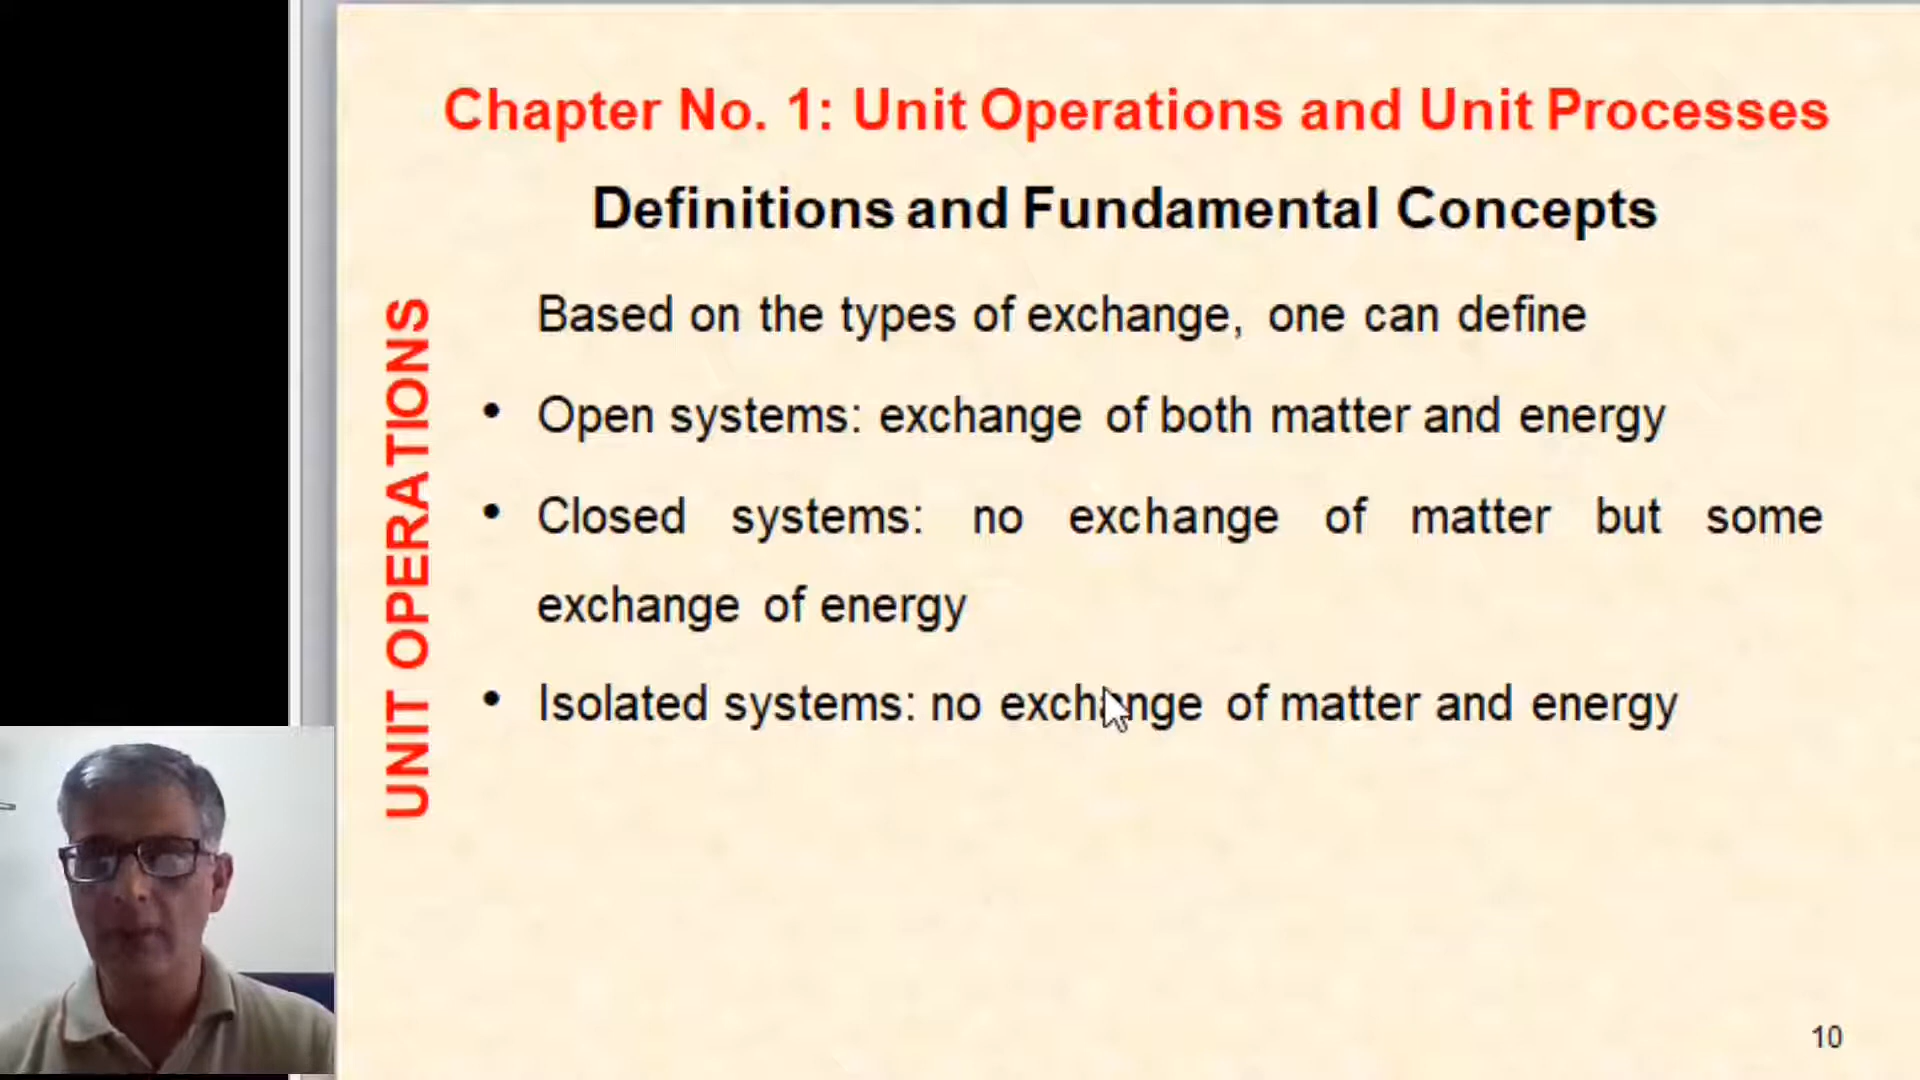 Chapter No. 1: Unit Operations and Unit Processes
Definitions and Fundamental Concepts
UNIT OPERATIONS
Based on the types of exchange, one can define
• Open systems: exchange of both matter and energy
• Closed systems: no exchange of matter but some
exchange of energy
• Isolated systems: no exchange of matter and energy
10